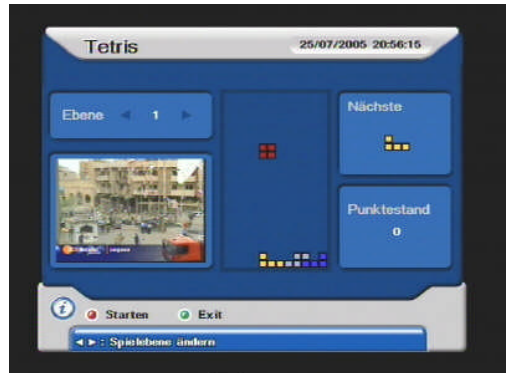 Tetris
25/07/2005 20:56:15
Ebene 1
Nächste
Punktestand
0
Starten Exit
◄ ► : Spielebene ändern